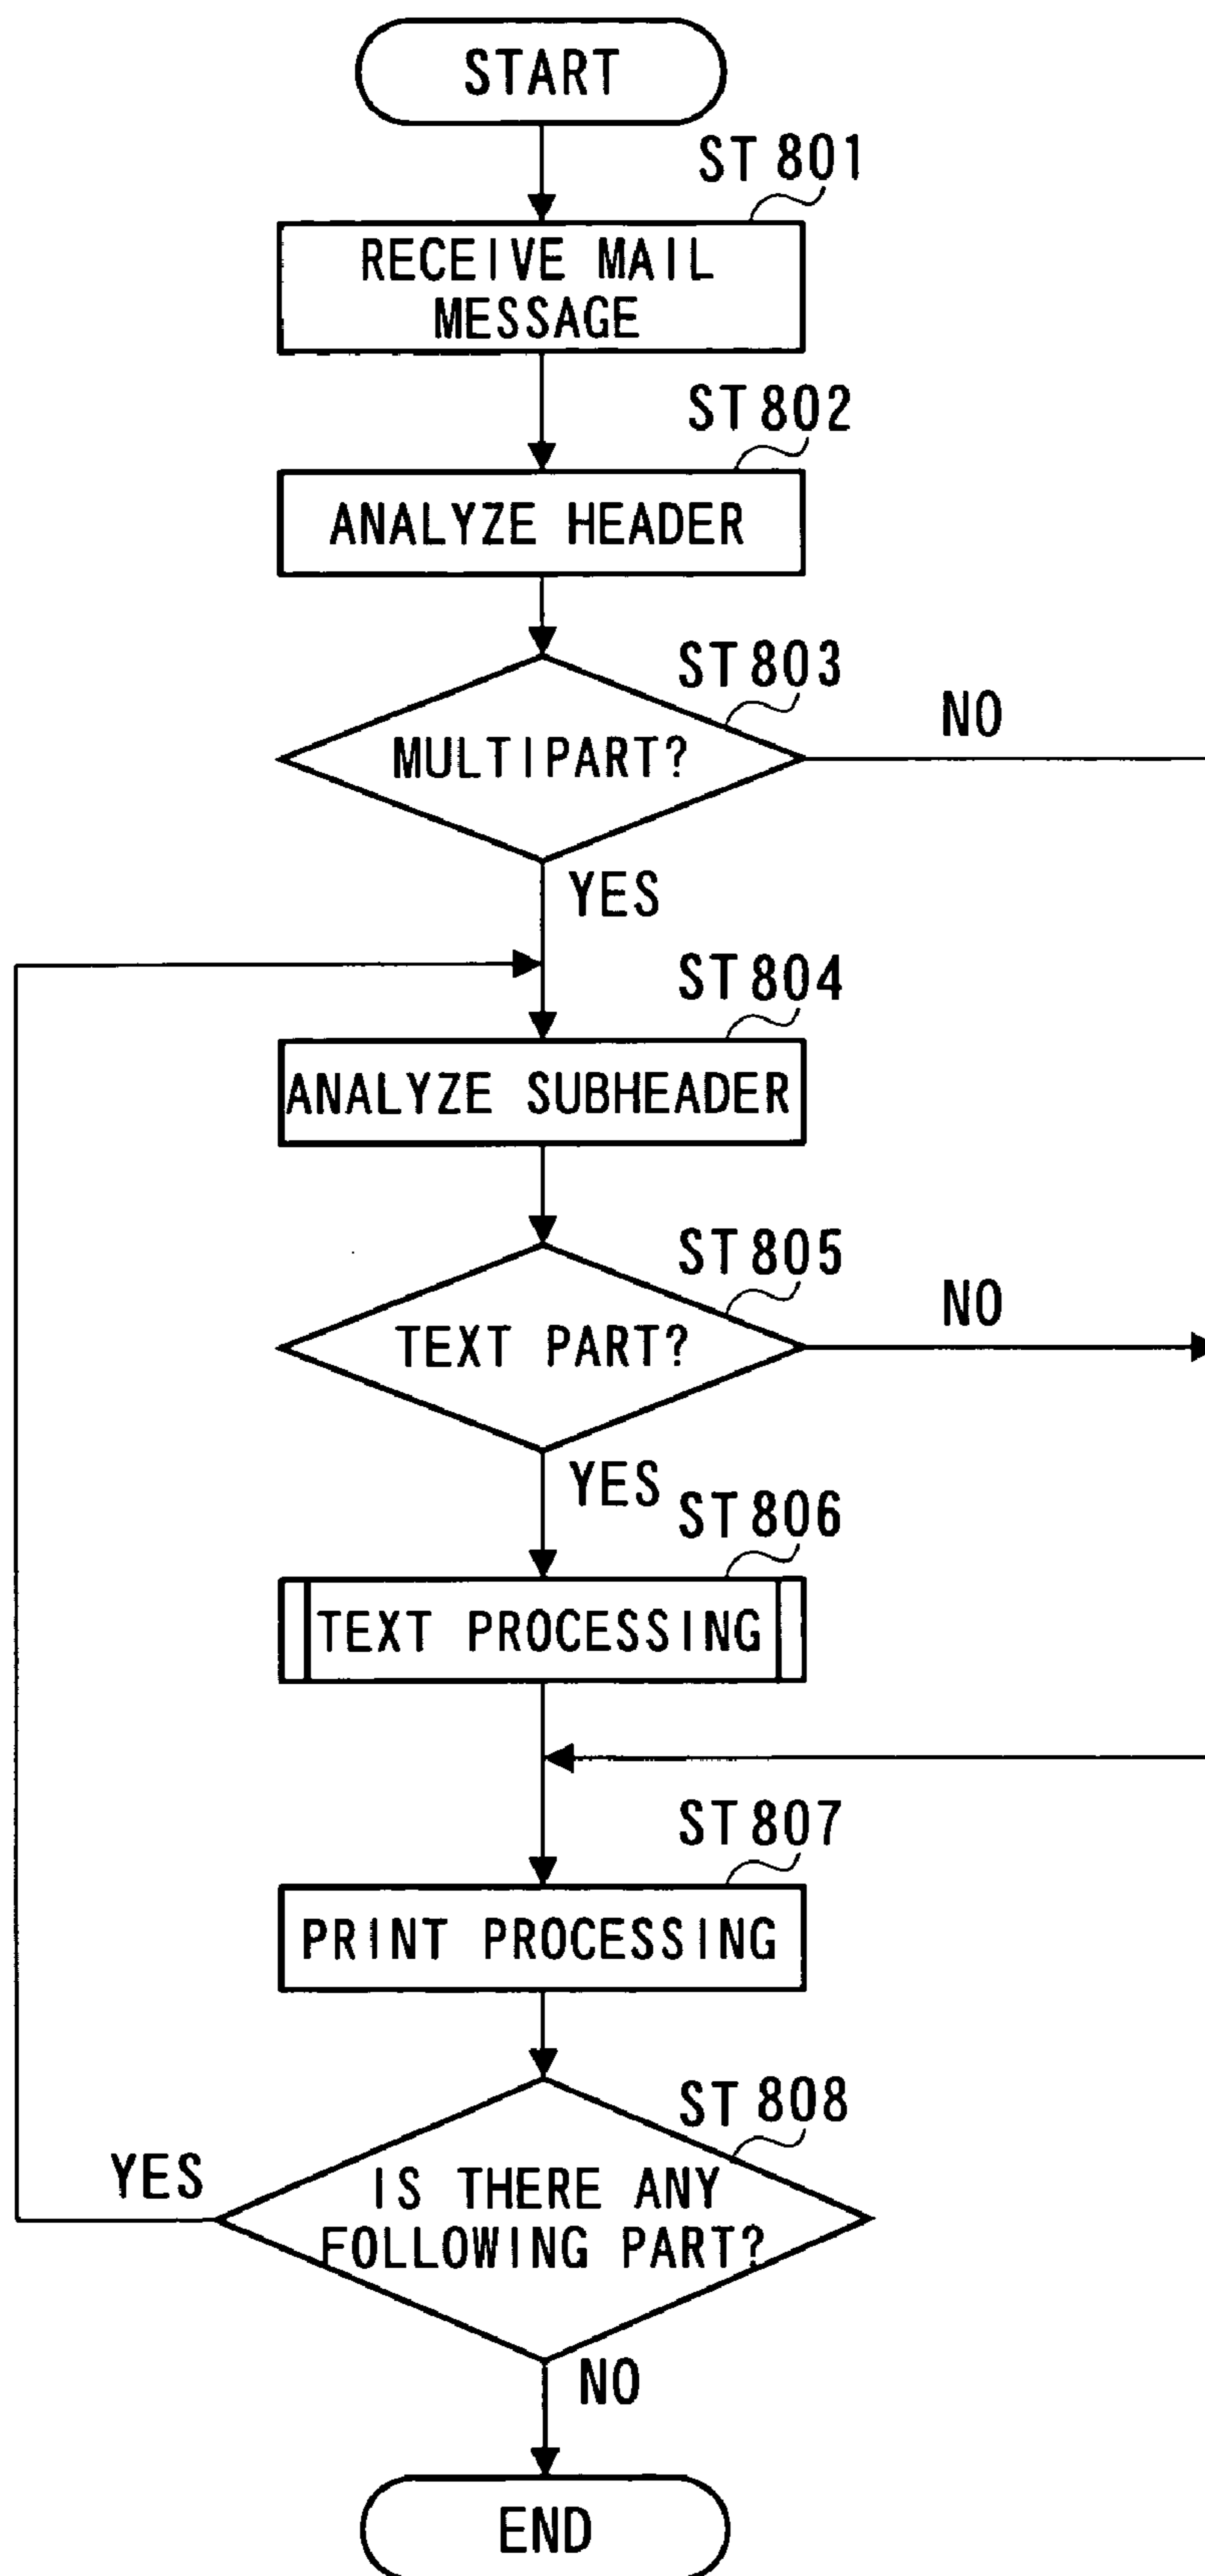 START
ST 801
RECEIVE MAIL
MESSAGE
ST 802
ANALYZE HEADER
ST 803
MULTIPART?
NO
YES
ST 804
ANALYZE SUBHEADER
ST 805
TEXT PART?
NO
YES
ST 806
TEXT PROCESSING
ST 807
PRINT PROCESSING
ST 808
YES
IS THERE ANY
FOLLOWING PART?
NO
END